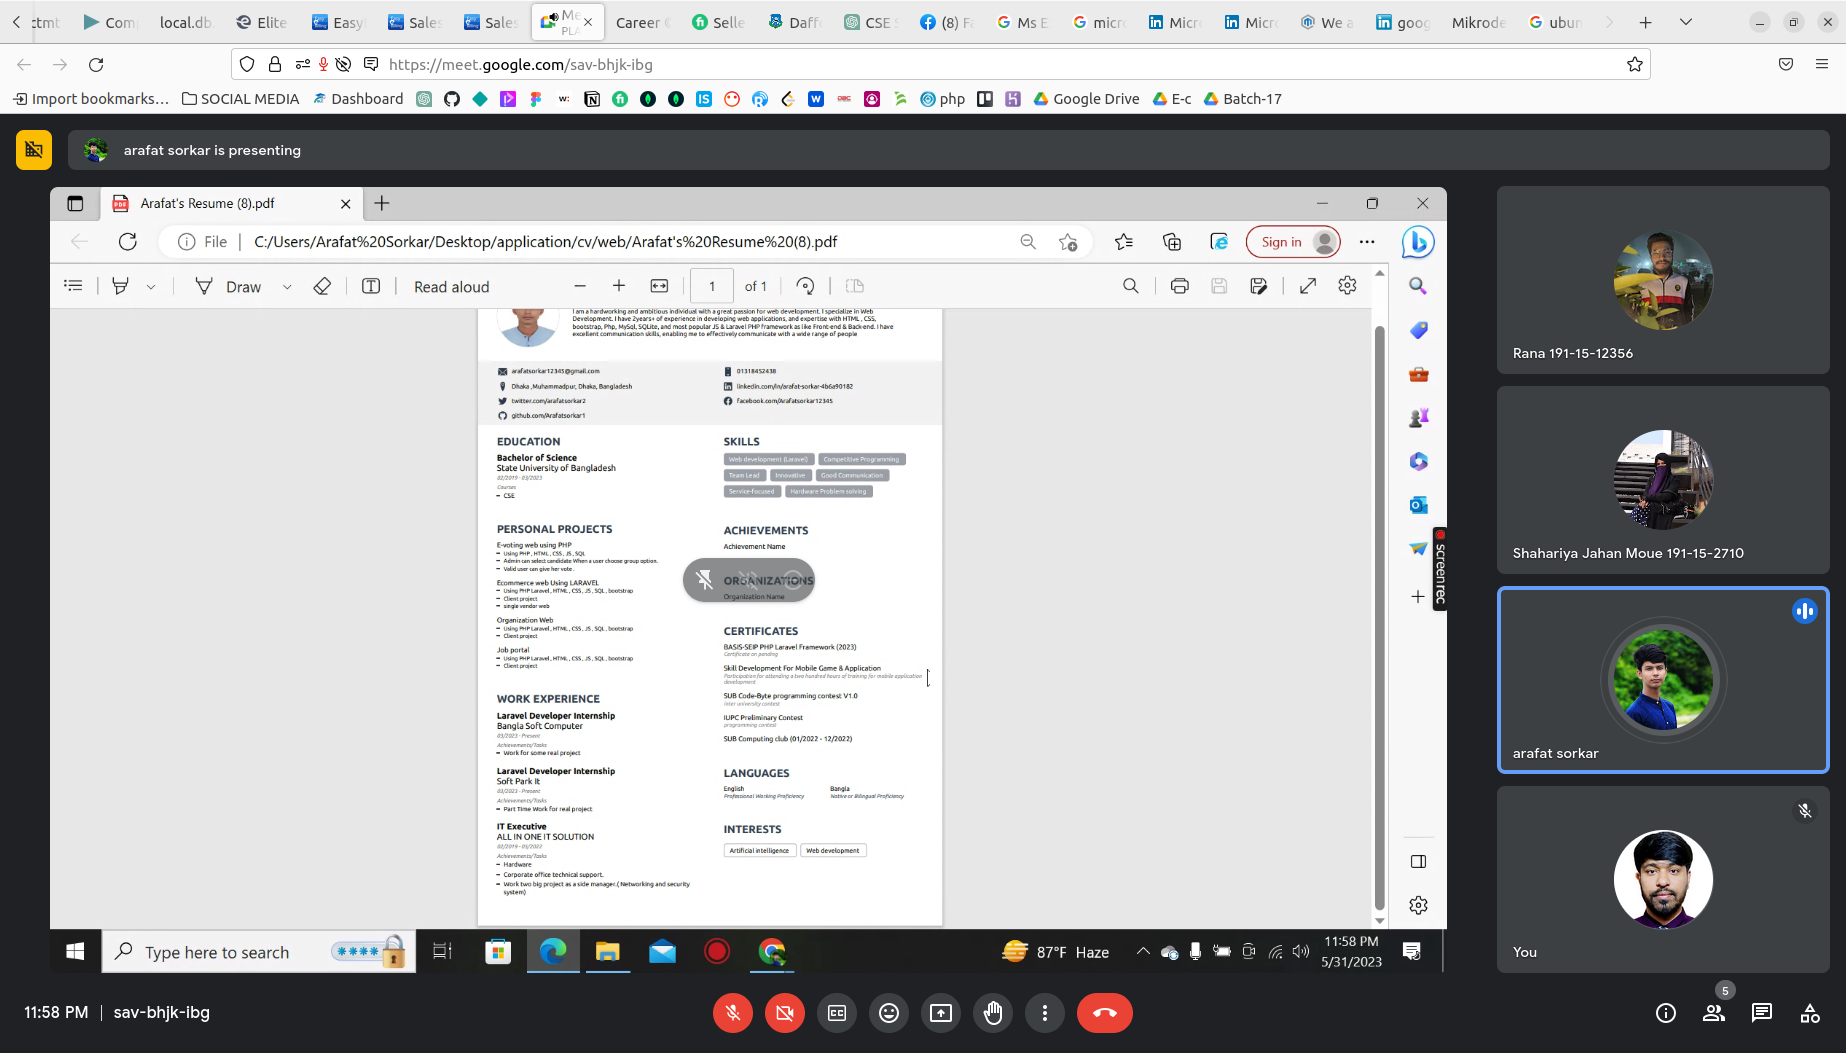 ctmt
Com
local.db
Elite
Easy
Sales
Sales
Me
PLA
Career
Selle
Daff
CSE S
(8) Fa
Ms E
micr
Micr
Micr
We a
goog
Mikrode
ubun
https://meet.google.com/sav-bhjk-ibg
Import bookmarks...
SOCIAL MEDIA
Dashboard
php
Google Drive
E-c
Batch-17
arafat sorkar is presenting
Arafat's Resume (8).pdf
File
C:/Users/Arafat%20Sorkar/Desktop/application/cv/web/Arafat's%20Resume%20(8).pdf
Sign in
Draw
Read aloud
1
of 1
I am a hardworking and ambitious individual with a great passion for web development. I specialize in Web
Development. I have 2years+ of experience in developing web applications, and expertise with HTML , CSS,
bootstrap, Php, MySql, SQLite, and most popular JS & Laravel PHP framework as like Front-end & Backend. I have
excellent communication skills, enabling me to effectively communicate with a wide range of people
arafatsorkar12345@gmail.com
01318452438
Dhaka ,Muhammadpur, Dhaka, Bangladesh
linkedin.com/in/arafat-sorkar-4b6a90182
twitter.com/arafatsorkar2
facebook.com/Arafatsorkar12345
github.com/Arafatsorkar1
EDUCATION
Bachelor of Science
State University of Bangladesh
02/2019 - 03/2023
Courses
CSE
PERSONAL PROJECTS
E-voting web using PHP
Using PHP , HTML , CSS, JS , SQL
Admin can select candidate When a user choose group option.
Valid user can give her vote .
Ecommerce web Using LARAVEL
Using PHP Laravel , HTML , CSS, JS , SQL , bootstrap
Client project
single vendor web
Organization Web
Using PHP Laravel , HTML , CSS, JS , SQL , bootstrap
Client project
Job portal
Using PHP Laravel , HTML , CSS, JS , SQL , bootstrap
Client project
WORK EXPERIENCE
Laravel Developer Internship
Bangla Soft Computer
03/2023 - Present
Achievements/Tasks
Work for some real project
Laravel Developer Internship
Soft Park It
03/2023 - Present
Achievements/Tasks
Part Time Work for real project
IT Executive
ALL IN ONE IT SOLUTION
02/2019 - 05/2022
Achievements/Tasks
Hardware
Corporate office technical support.
Work two big project as a side manager.( Networking and security
system)
SKILLS
Web development (Laravel)
Competitive Programming
Team Lead
Innovative
Good Communication
Service-focused
Hardware Problem solving
ACHIEVEMENTS
Achievement Name
ORGANIZATIONS
Organization Name
CERTIFICATES
BASIS-SEIP PHP Laravel Framework (2023)
Certificate on pending
Skill Development For Mobile Game & Application
Participation for attending a two hundred hours of training for mobile application
development
SUB Code-Byte programming contest V1.0
inter university contest
IUPC Preliminary Contest
programming contest
SUB Computing club (01/2022 - 12/2022)
LANGUAGES
English
Professional Working Proficiency
Bangla
Native or Bilingual Proficiency
INTERESTS
Artificial intelligence
Web development
screenrec
Type here to search
87°F Haze
11:58 PM
5/31/2023
Rana 191-15-12356
Shahariya Jahan Moue 191-15-2710
arafat sorkar
You
11:58 PM
sav-bhjk-ibg
5